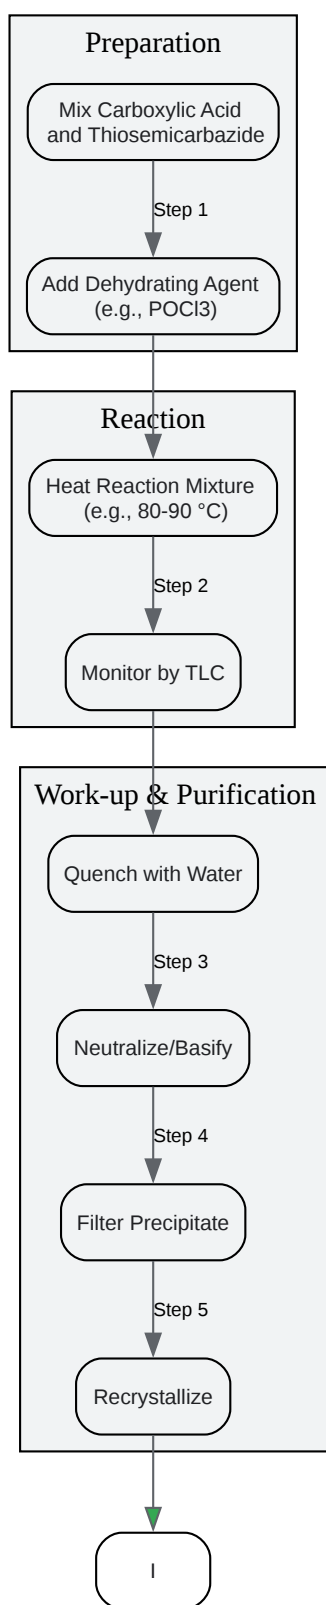 Preparation
Mix Carboxylic Acid
and Thiosemicarbazide
Step 1
Add Dehydrating Agent
(e.g., POCl3)
Reaction
Heat Reaction Mixture
(e.g., 80-90 °C)
Step 2
Monitor by TLC
Work-up & Purification
Quench with Water
Step 3
Neutralize/Basify
Step 4
Filter Precipitate
Step 5
Recrystallize
I